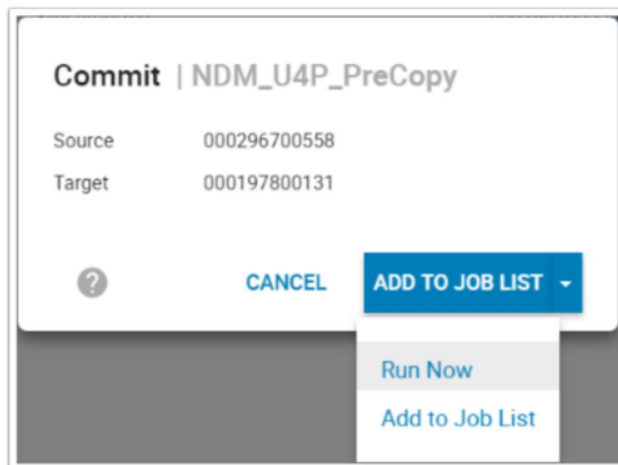 Commit | NDM_U4P_PreCopy
Source 000296700558
Target 000197800131
? CANCEL ADD TO JOB LIST
Run Now
Add to Job List